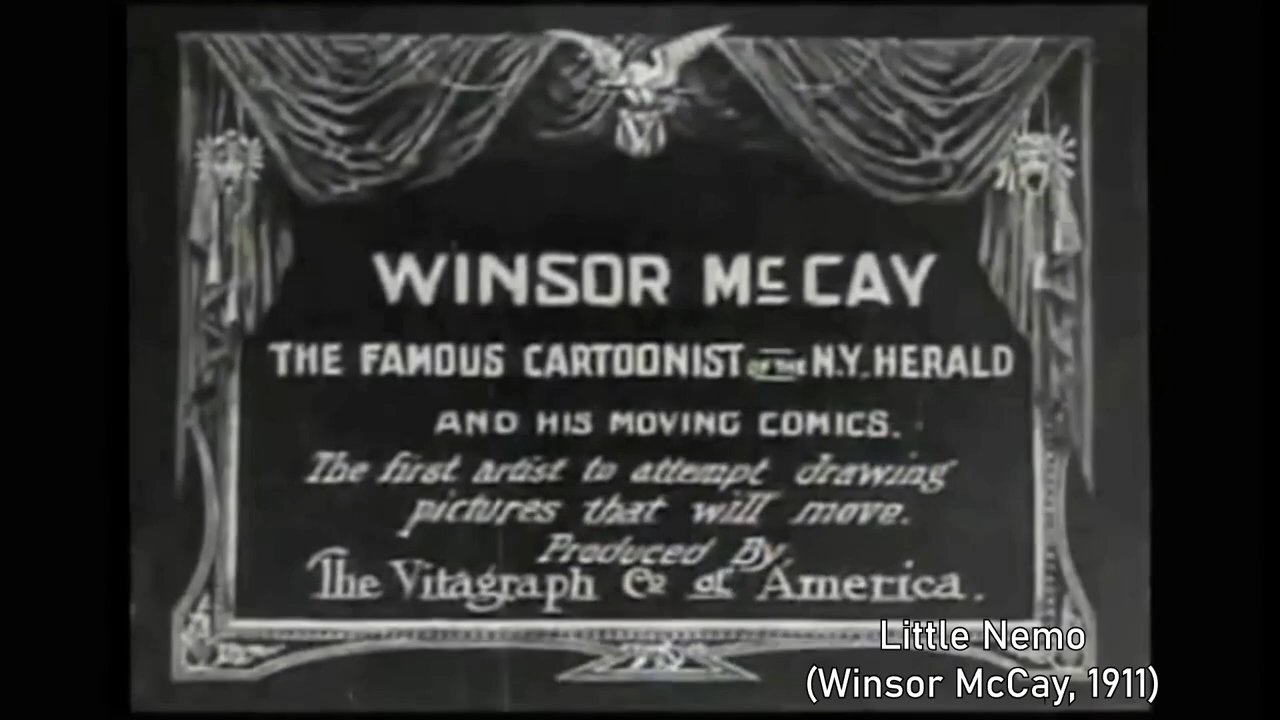 WINSOR McCAY
THE FAMOUS CARTOONIST OF THE N.Y. HERALD
AND HIS MOVING COMICS.
The first artist to attempt drawing
pictures that will move.
Produced By,
The Vitagraph Co of America.
Little Nemo
(Winsor McCay, 1911)